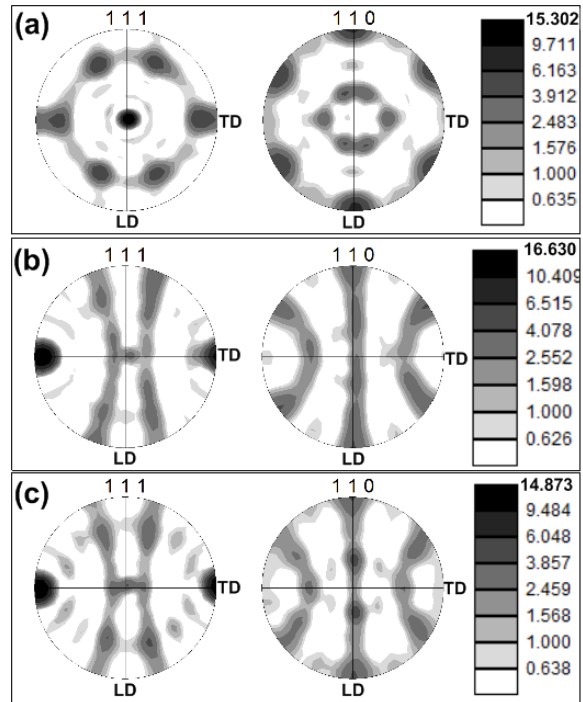 (a)
1 1 1
1 1 0
TD
TD
LD
LD
15.302
9.711
6.163
3.912
2.483
1.576
1.000
0.635
(b)
1 1 1
1 1 0
TD
TD
LD
LD
16.630
10.409
6.515
4.078
2.552
1.598
1.000
0.626
(c)
1 1 1
1 1 0
TD
TD
LD
LD
14.873
9.484
6.048
3.857
2.459
1.568
1.000
0.638